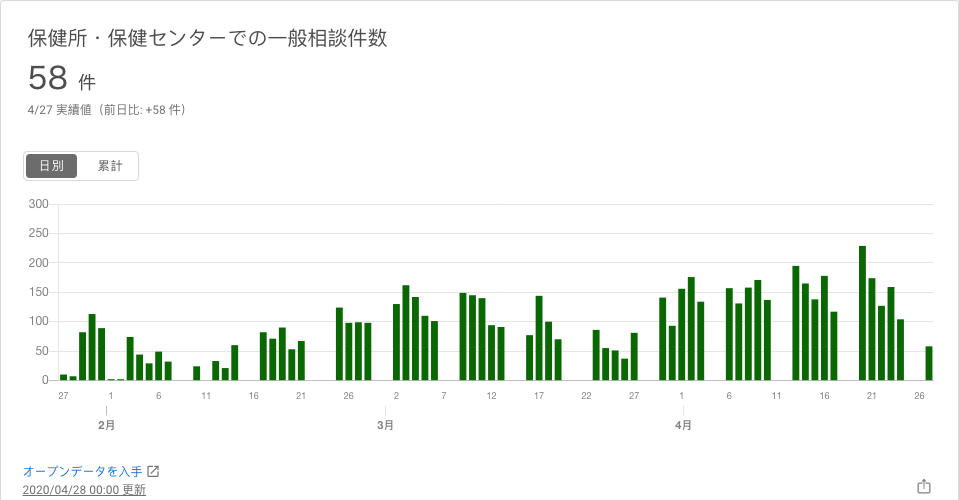 保健所・保健センターでの一般相談件数
58 件
4/27 実績値（前日比: +58 件）
日別 累計
300
250
200
150
100
50
0
27 1 6 11 16 21 26 2 7 12 17 22 27 1 6 11 16 21 26
2月 3月 4月
オープンデータを入手
2020/04/28 00:00 更新